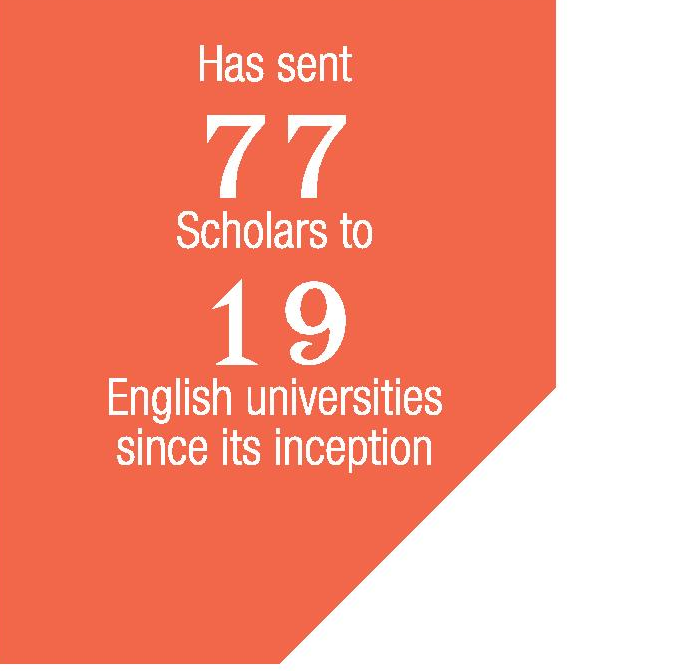 Has sent
77
Scholars to
19
English universities
since its inception